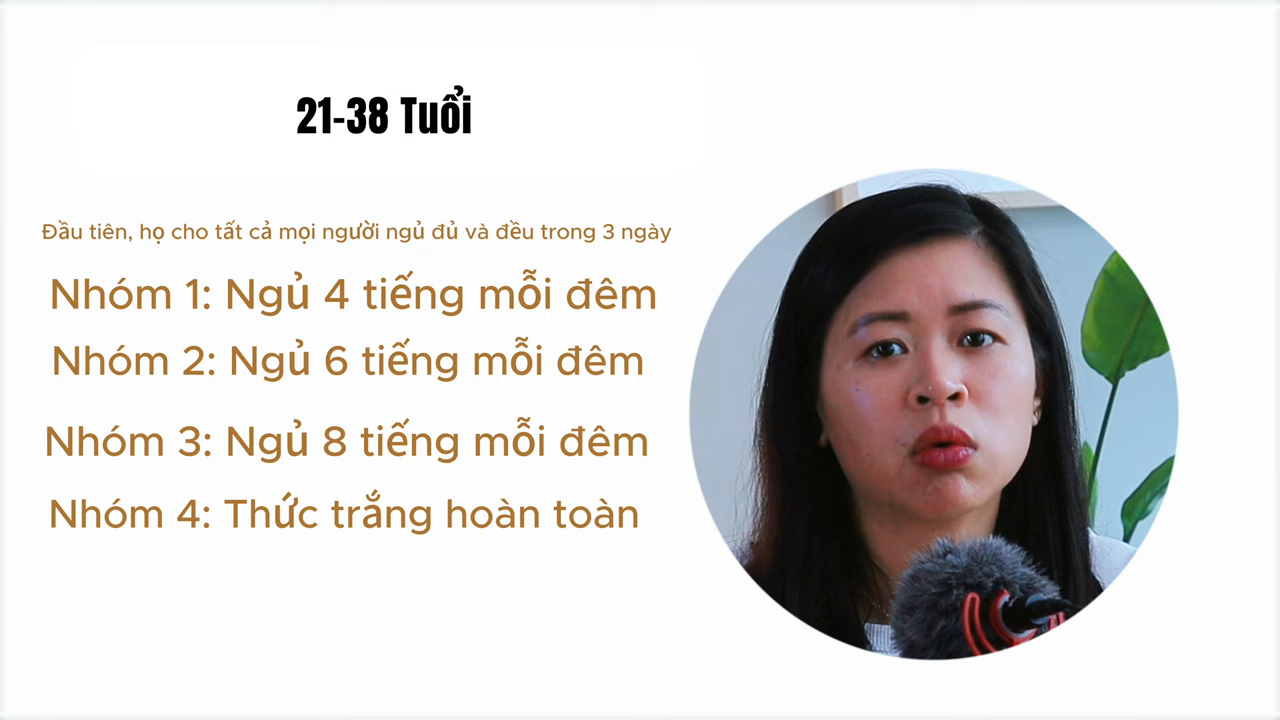 21-38 Tuổi
Đầu tiên, họ cho tất cả mọi người ngủ đủ và đều trong 3 ngày
Nhóm 1: Ngủ 4 tiếng mỗi đêm
Nhóm 2: Ngủ 6 tiếng mỗi đêm
Nhóm 3: Ngủ 8 tiếng mỗi đêm
Nhóm 4: Thức trắng hoàn toàn